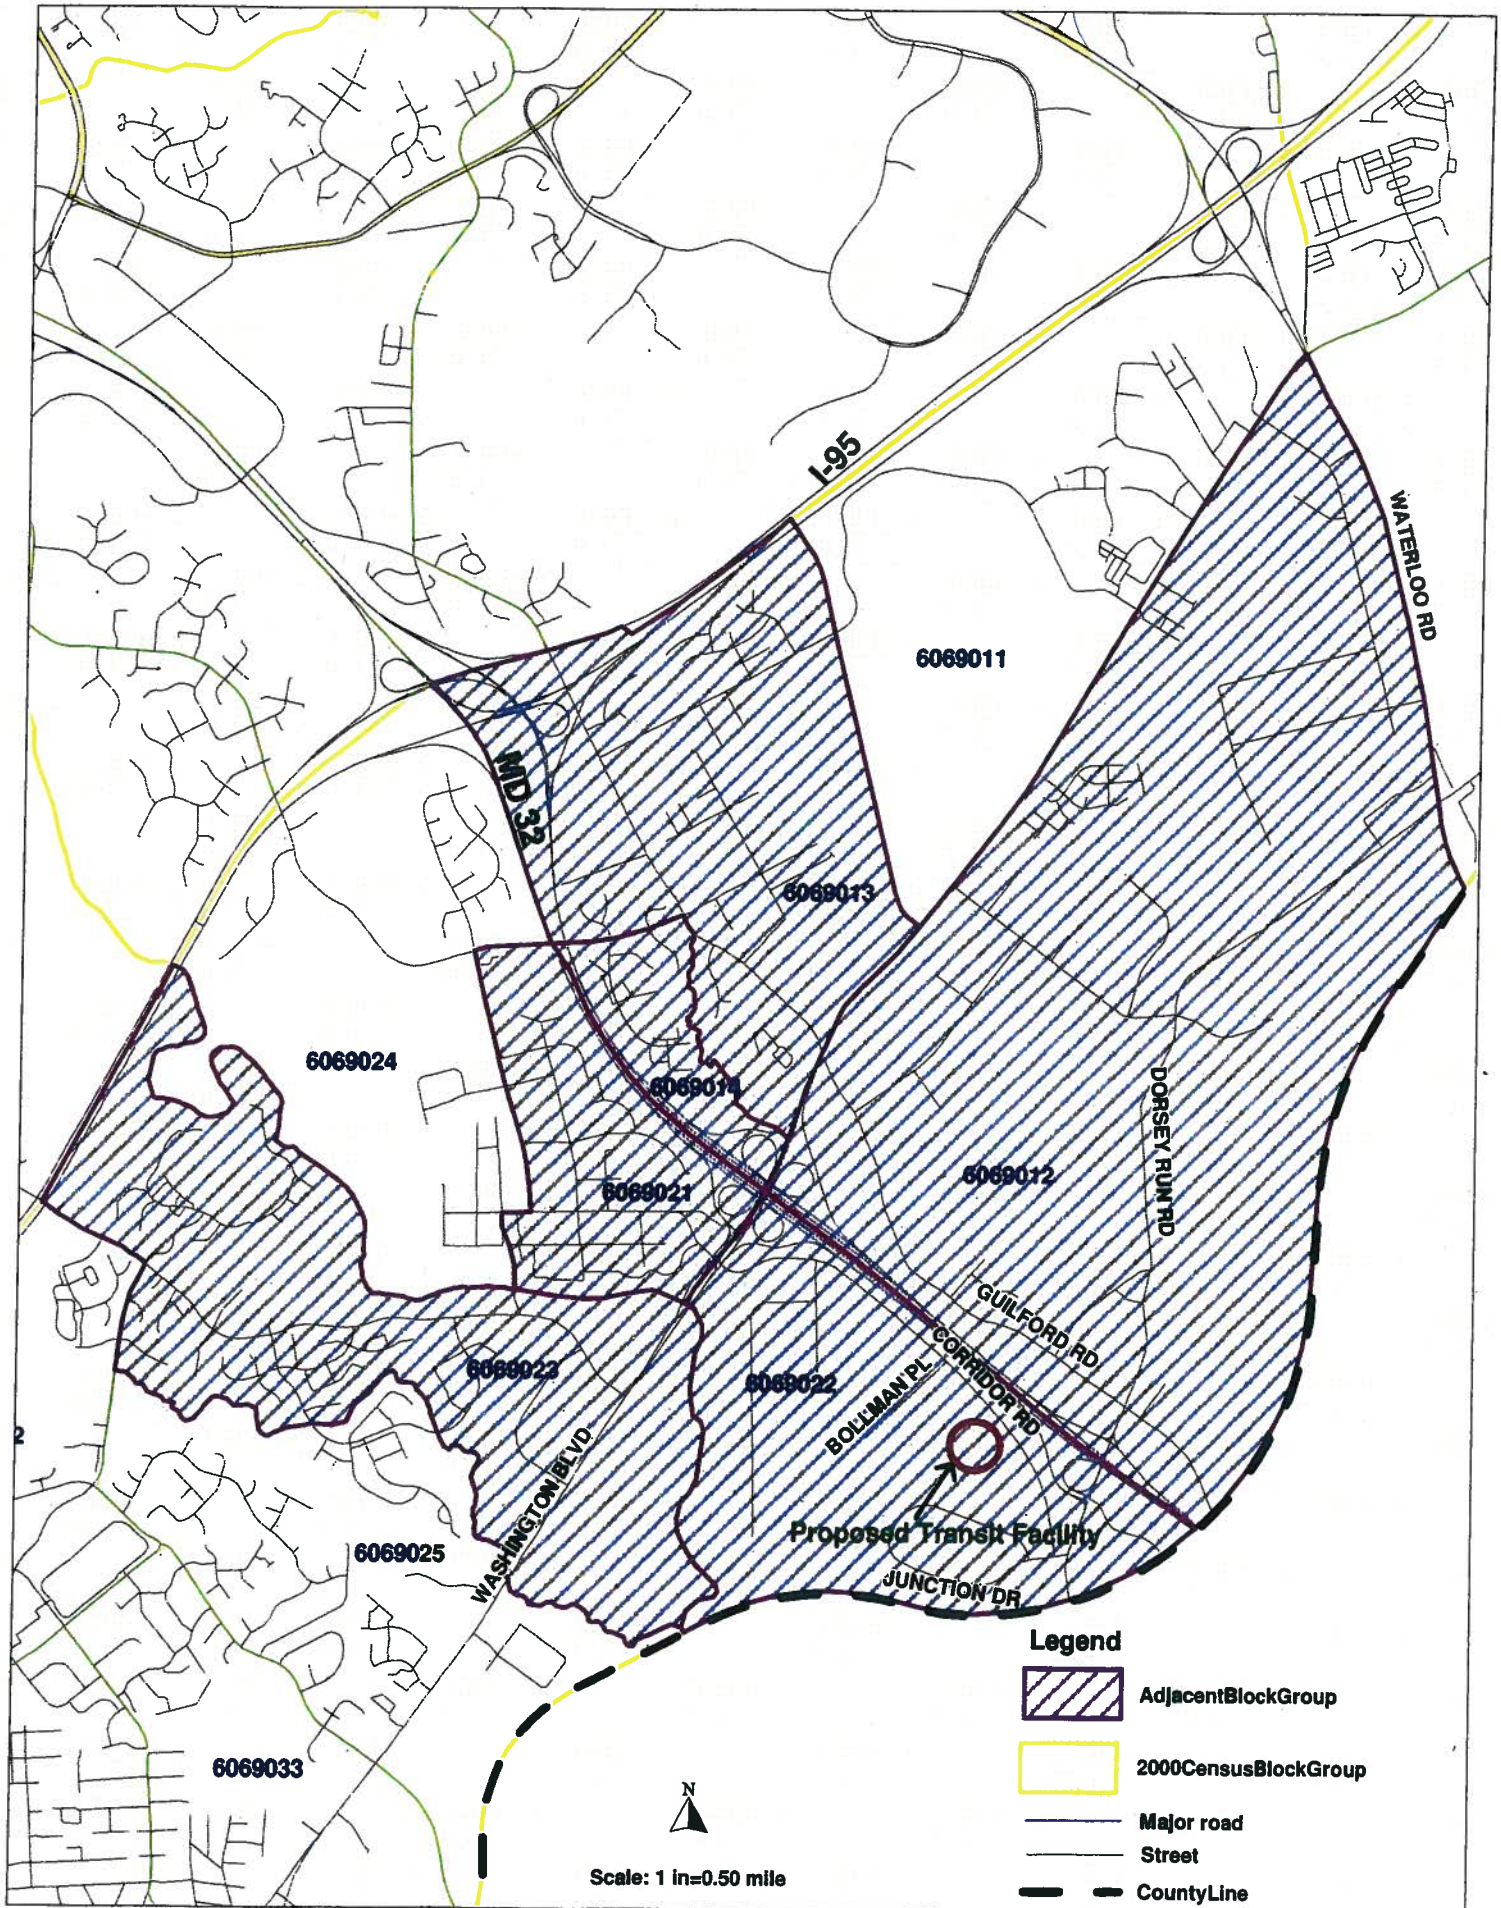 I-95
WATERLOO RD
6069011
MD 32
6069013
6069024
6069014
DORSEY RUN RD
6069012
6069021
GUILFORD RD
CORRIDOR RD
6069023
6069022
BOLLMAN PL
2
WASHINGTON BLVD
Proposed Transit Facility
6069025
JUNCTION DR
Legend
AdjacentBlockGroup
6069033
2000CensusBlockGroup
N
Major road
Street
Scale: 1 in=0.50 mile
CountyLine